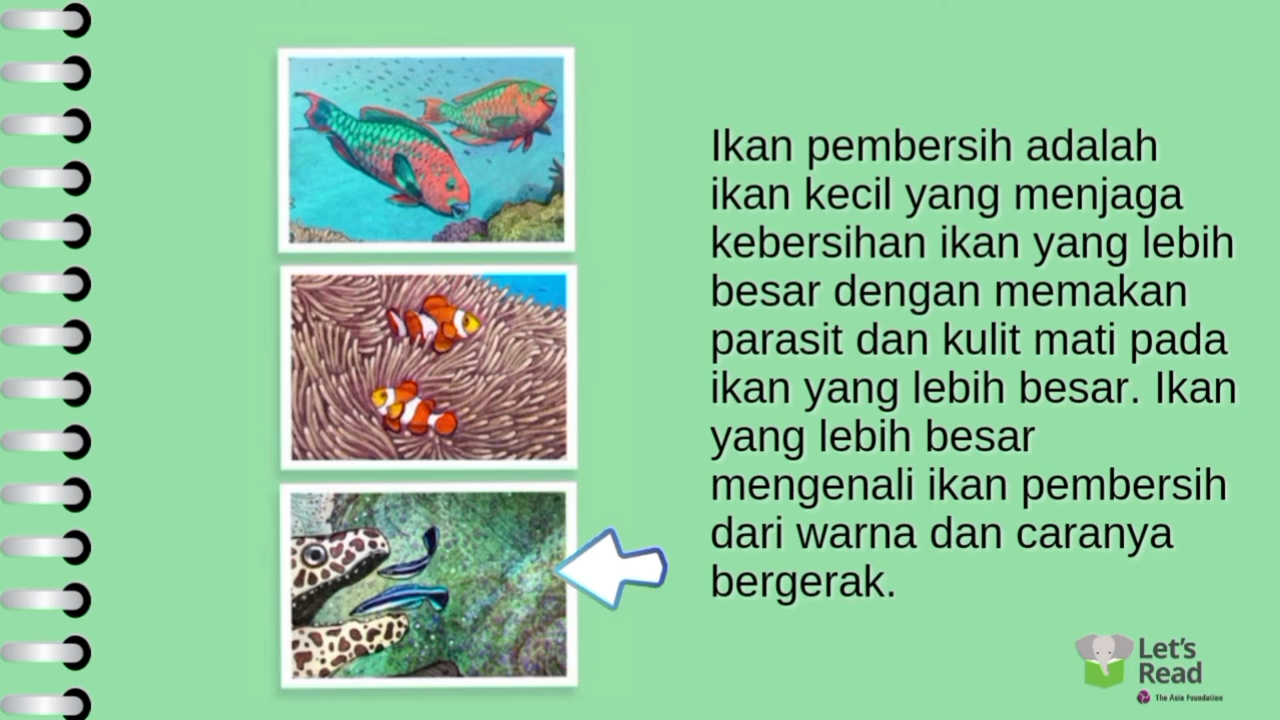 Ikan pembersih adalah
ikan kecil yang menjaga
kebersihan ikan yang lebih
besar dengan memakan
parasit dan kulit mati pada
ikan yang lebih besar. Ikan
yang lebih besar
mengenali ikan pembersih
dari warna dan caranya
bergerak.
Let's
Read
The Asia Foundation